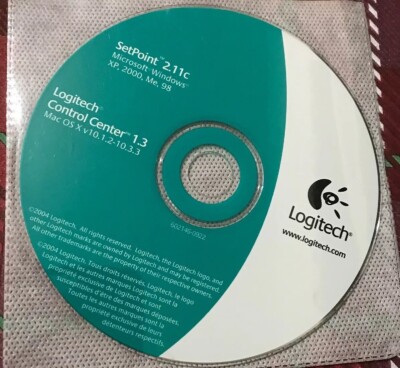 SetPoint™ 2.11c
Microsoft® Windows®
XP, 2000, Me, 98
Logitech®
Control Center™ 1.3
Mac OS X v10.1.2-10.3.3
Logitech®
www.logitech.com
©2004 Logitech. All rights reserved. Logitech, the Logitech logo, and
other Logitech marks are owned by Logitech and may be registered.
All other trademarks are the property of their respective owners.
©2004 Logitech. Tous droits réservés. Logitech, le logo
Logitech et les autres marques Logitech sont la
propriété exclusive de Logitech et sont
susceptibles d'être des marques déposées.
Toutes les autres marques sont la
propriété exclusive de leurs
détenteurs respectifs.